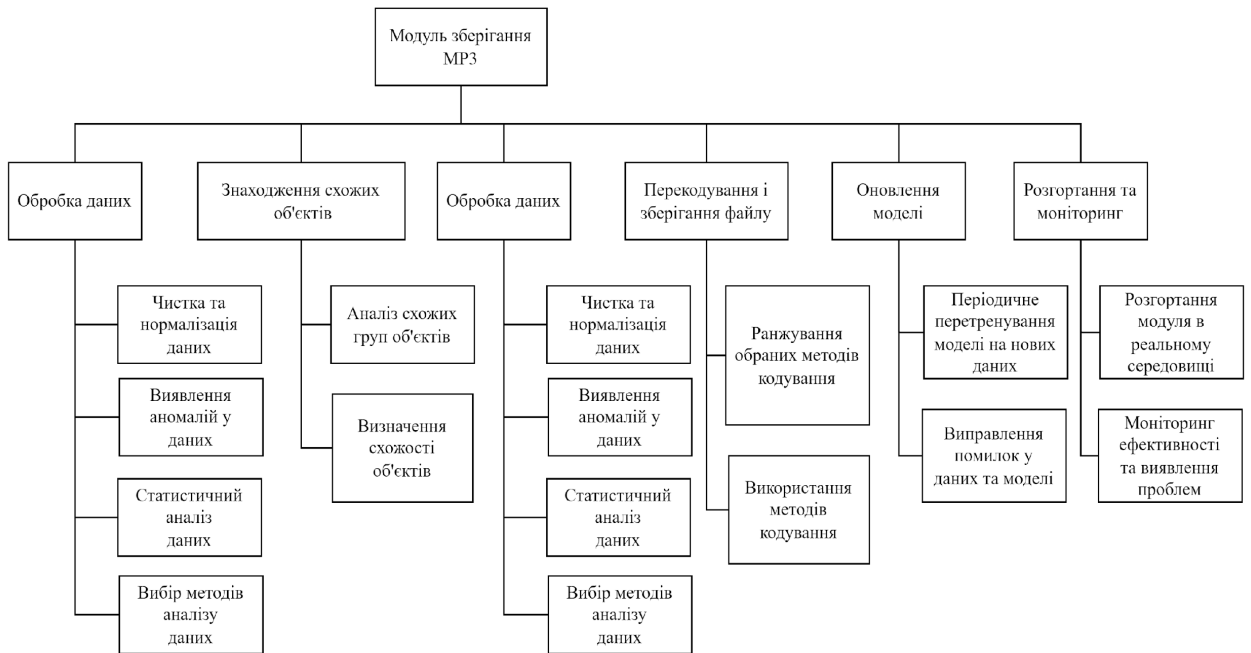 Модуль зберігання
МР3
Обробка даних
Знаходження схожих
об'єктів
Обробка даних
Перекодування і
зберігання файлу
Оновлення
моделі
Розгортання та
моніторинг
Чистка та
нормалізація
даних
Виявлення
аномалій у
даних
Статистичний
аналіз
даних
Вибір методів
аналізу
даних
Аналіз схожих
груп об'єктів
Визначення
схожості
об'єктів
Чистка та
нормалізація
даних
Виявлення
аномалій у
даних
Статистичний
аналіз
даних
Вибір методів
аналізу
даних
Ранжування
обраних методів
кодування
Використання
методів
кодування
Періодичне
перетренування
моделі на нових
даних
Виправлення
помилок у
даних та моделі
Розгортання
модуля в
реальному
середовищі
Моніторинг
ефективності
та виявлення
проблем